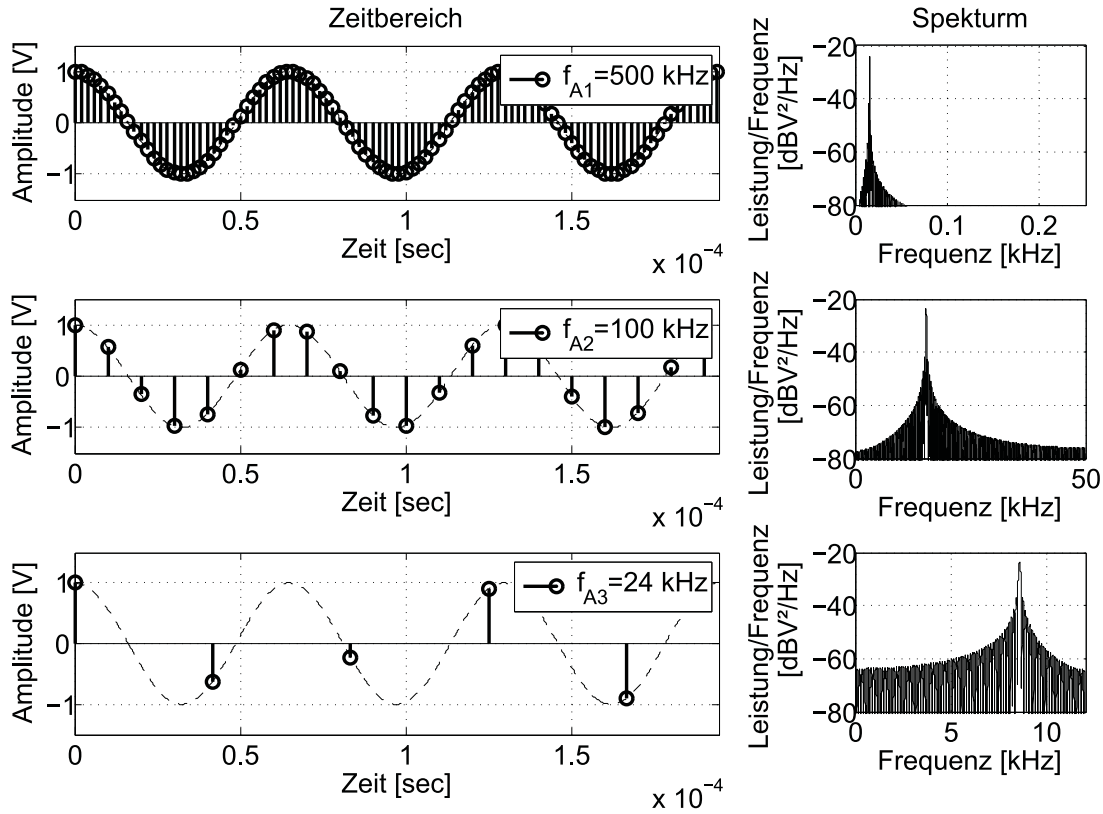 Zeitbereich
Amplitude [V]
1
0
−1
f_A1=500 kHz
0 0.5 1 1.5
Zeit [sec]
x 10^-4
Spekturm
Leistung/Frequenz
[dBV²/Hz]
−20
−40
−60
−80
0 0.1 0.2
Frequenz [kHz]
Amplitude [V]
1
0
−1
f_A2=100 kHz
0 0.5 1 1.5
Zeit [sec]
x 10^-4
Leistung/Frequenz
[dBV²/Hz]
−20
−40
−60
−80
0 50
Frequenz [kHz]
Amplitude [V]
1
0
−1
f_A3=24 kHz
0 0.5 1 1.5
Zeit [sec]
x 10^-4
Leistung/Frequenz
[dBV²/Hz]
−20
−40
−60
−80
0 5 10
Frequenz [kHz]